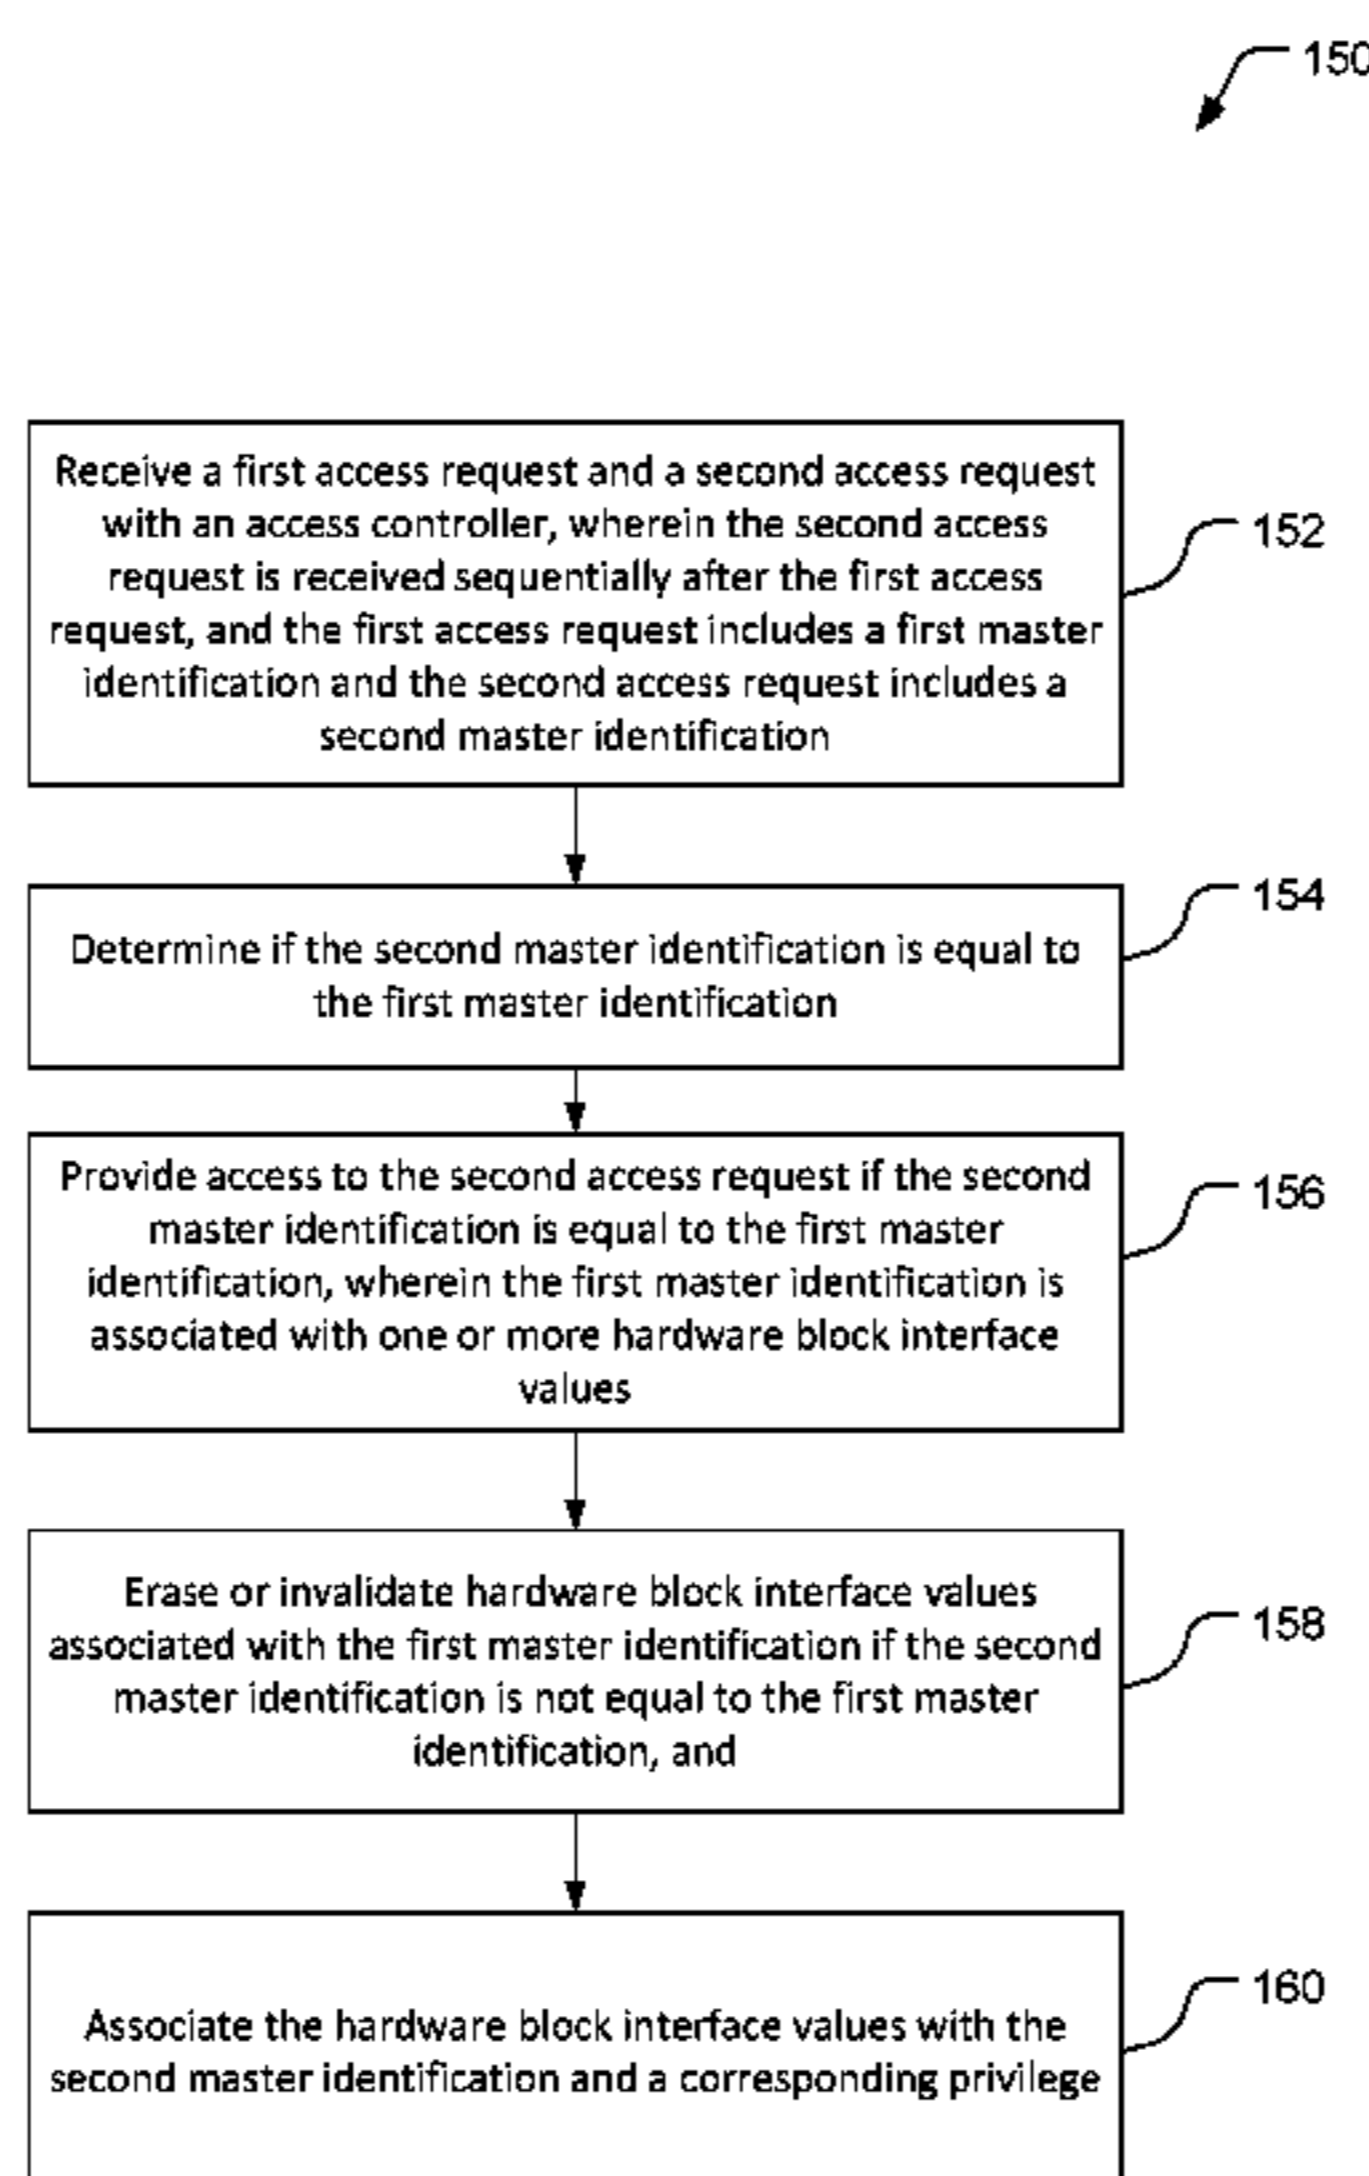 150
Receive a first access request and a second access request
with an access controller, wherein the second access
request is received sequentially after the first access
request, and the first access request includes a first master
identification and the second access request includes a
second master identification
152
Determine if the second master identification is equal to
the first master identification
154
Provide access to the second access request if the second
master identification is equal to the first master
identification, wherein the first master identification is
associated with one or more hardware block interface
values
156
Erase or invalidate hardware block interface values
associated with the first master identification if the second
master identification is not equal to the first master
identification, and
158
Associate the hardware block interface values with the
second master identification and a corresponding privilege
160